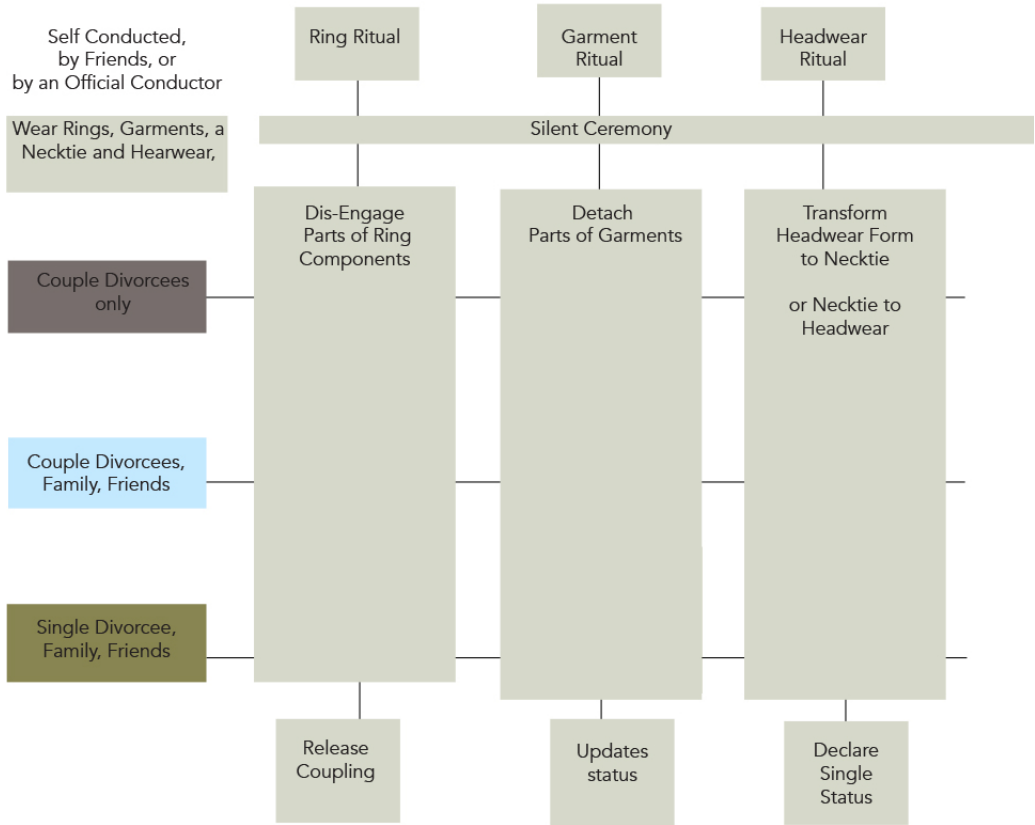 Self Conducted,
by Friends, or
by an Official Conductor
Ring Ritual
Garment
Ritual
Headwear
Ritual
Wear Rings, Garments, a
Necktie and Hearwear,
Silent Ceremony
Dis-Engage
Parts of Ring
Components
Detach
Parts of Garments
Transform
Headwear Form
to Necktie
or Necktie to
Headwear
Couple Divorcees
only
Couple Divorcees,
Family, Friends
Single Divorcee,
Family, Friends
Release
Coupling
Updates
status
Declare
Single
Status